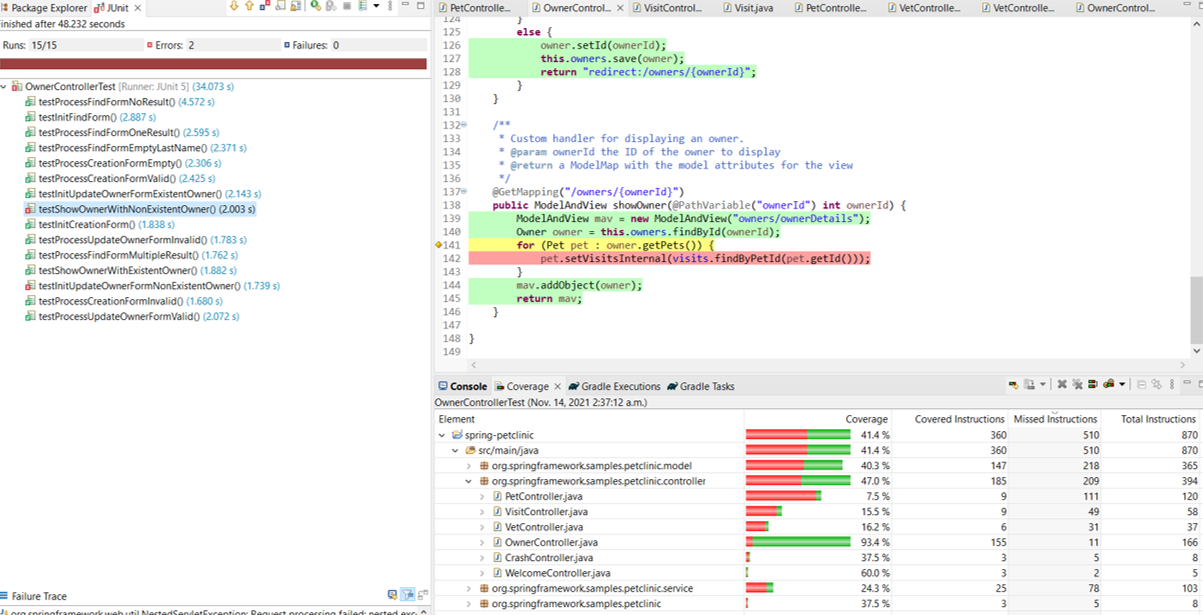 Package Explorer JUnit
inished after 48.232 seconds
Runs: 15/15 Errors: 2 Failures: 0
OwnerControllerTest [Runner: JUnit 5] (34.073 s)
testProcessFindFormNoResult() (4.572 s)
testInitFindForm() (2.887 s)
testProcessFindFormOneResult() (2.595 s)
testProcessFindFormEmptyLastName() (2.371 s)
testProcessCreationFormEmpty() (2.306 s)
testProcessCreationFormValid() (2.425 s)
testInitUpdateOwnerFormExistentOwner() (2.143 s)
testShowOwnerWithNonExistentOwner() (2.003 s)
testInitCreationForm() (1.838 s)
testProcessUpdateOwnerFormInvalid() (1.783 s)
testProcessFindFormMultipleResult() (1.762 s)
testShowOwnerWithExistentOwner() (1.882 s)
testInitUpdateOwnerFormNonExistentOwner() (1.739 s)
testProcessCreationFormInvalid() (1.680 s)
testProcessUpdateOwnerFormValid() (2.072 s)
Failure Trace
org.springframework.web.util.NestedServletException: Request processing failed; nested exce
PetControlle... OwnerControl... VisitControl... Visit.java PetControlle... VetControlle... VetControlle... OwnerControl...
124 }
125 else {
126 owner.setId(ownerId);
127 this.owners.save(owner);
128 return "redirect:/owners/{ownerId}";
129 }
130 }
131
132 /**
133 * Custom handler for displaying an owner.
134 * @param ownerId the ID of the owner to display
135 * @return a ModelMap with the model attributes for the view
136 */
137 @GetMapping("/owners/{ownerId}")
138 public ModelAndView showOwner(@PathVariable("ownerId") int ownerId) {
139 ModelAndView mav = new ModelAndView("owners/ownerDetails");
140 Owner owner = this.owners.findById(ownerId);
141 for (Pet pet : owner.getPets()) {
142 pet.setVisitsInternal(visits.findByPetId(pet.getId()));
143 }
144 mav.addObject(owner);
145 return mav;
146 }
147
148 }
149
Console Coverage Gradle Executions Gradle Tasks
OwnerControllerTest (Nov. 14, 2021 2:37:12 a.m.)
Element Coverage Covered Instructions Missed Instructions Total Instructions
spring-petclinic 41.4 % 360 510 870
src/main/java 41.4 % 360 510 870
org.springframework.samples.petclinic.model 40.3 % 147 218 365
org.springframework.samples.petclinic.controller 47.0 % 185 209 394
PetController.java 7.5 % 9 111 120
VisitController.java 15.5 % 9 49 58
VetController.java 16.2 % 6 31 37
OwnerController.java 93.4 % 155 11 166
CrashController.java 37.5 % 3 5 8
WelcomeController.java 60.0 % 3 2 5
org.springframework.samples.petclinic.service 24.3 % 25 78 103
org.springframework.samples.petclinic 37.5 % 3 5 8